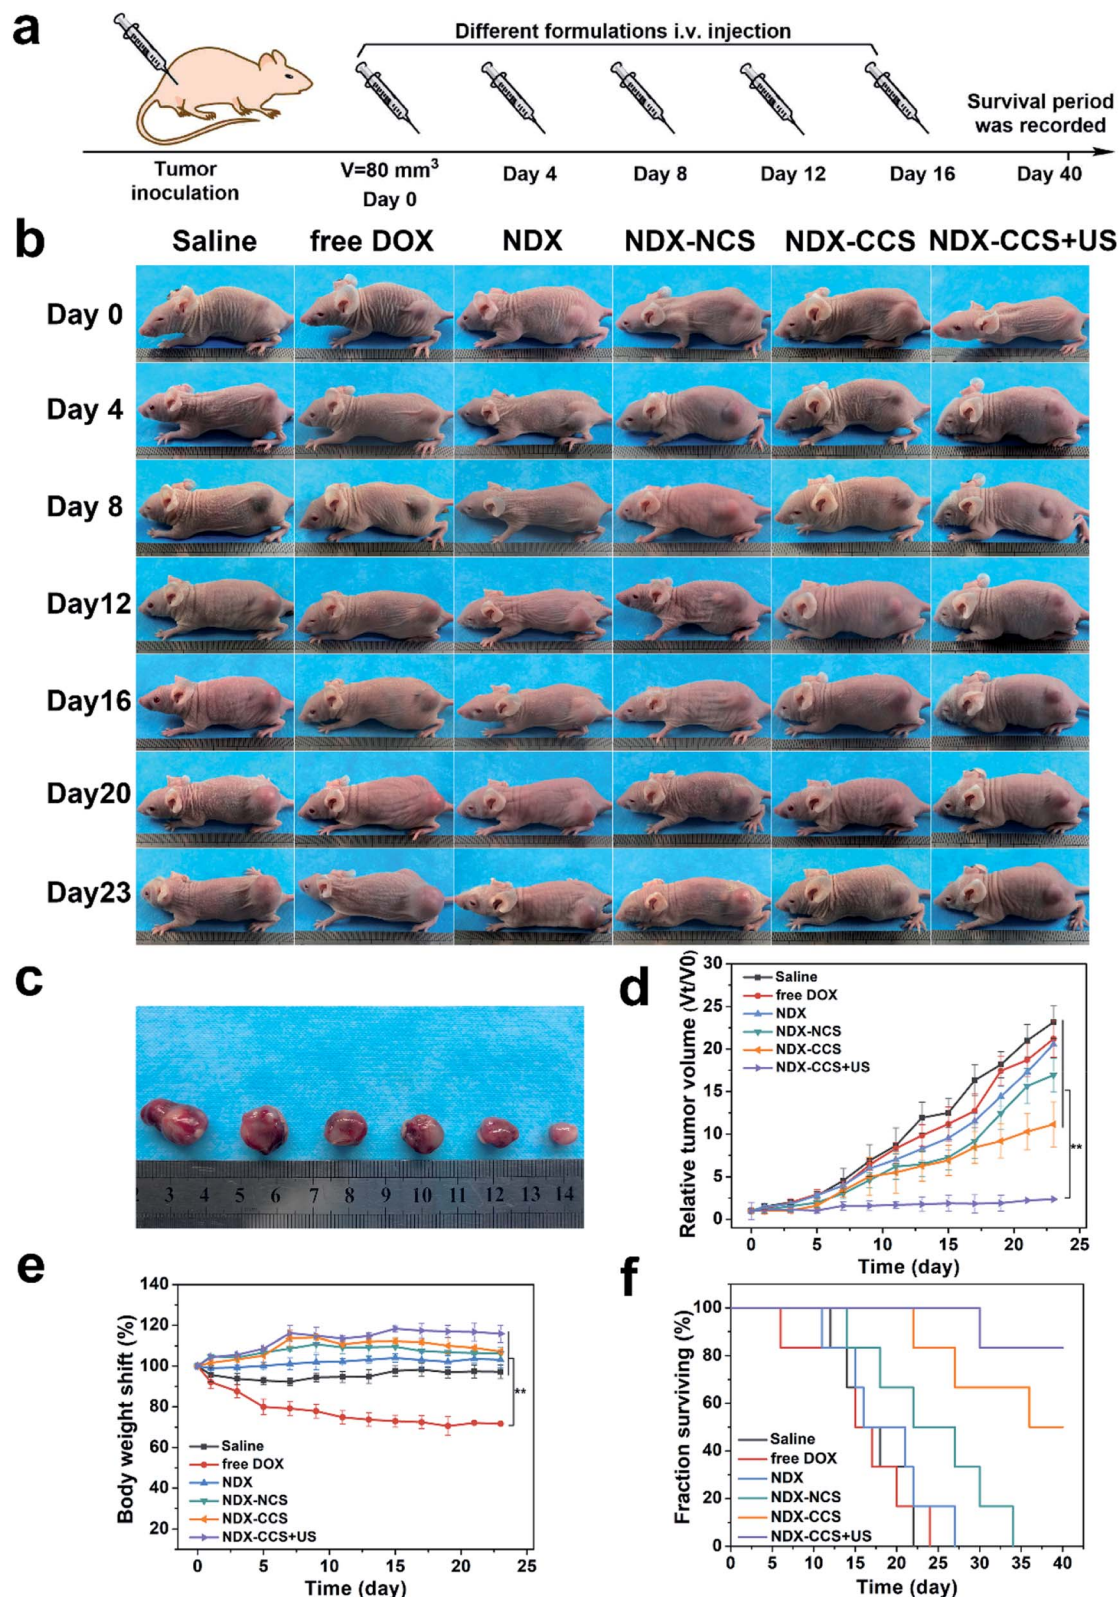 a
Different formulations i.v. injection
Survival period
was recorded
Tumor
inoculation
V=80 mm³
Day 0
Day 4
Day 8
Day 12
Day 16
Day 40
b
Saline
free DOX
NDX
NDX-NCS
NDX-CCS
NDX-CCS+US
Day 0
Day 4
Day 8
Day12
Day16
Day20
Day23
c
2 3 4 5 6 7 8 9 10 11 12 13 14
d
Relative tumor volume (Vt/V0)
30
25
20
15
10
5
0
Saline
free DOX
NDX
NDX-NCS
NDX-CCS
NDX-CCS+US
**
0 5 10 15 20 25
Time (day)
e
Body weight shift (%)
140
120
100
80
60
40
20
Saline
free DOX
NDX
NDX-NCS
NDX-CCS
NDX-CCS+US
**
0 5 10 15 20 25
Time (day)
f
Fraction surviving (%)
100
80
60
40
20
0
Saline
free DOX
NDX
NDX-NCS
NDX-CCS
NDX-CCS+US
0 5 10 15 20 25 30 35 40
Time (day)